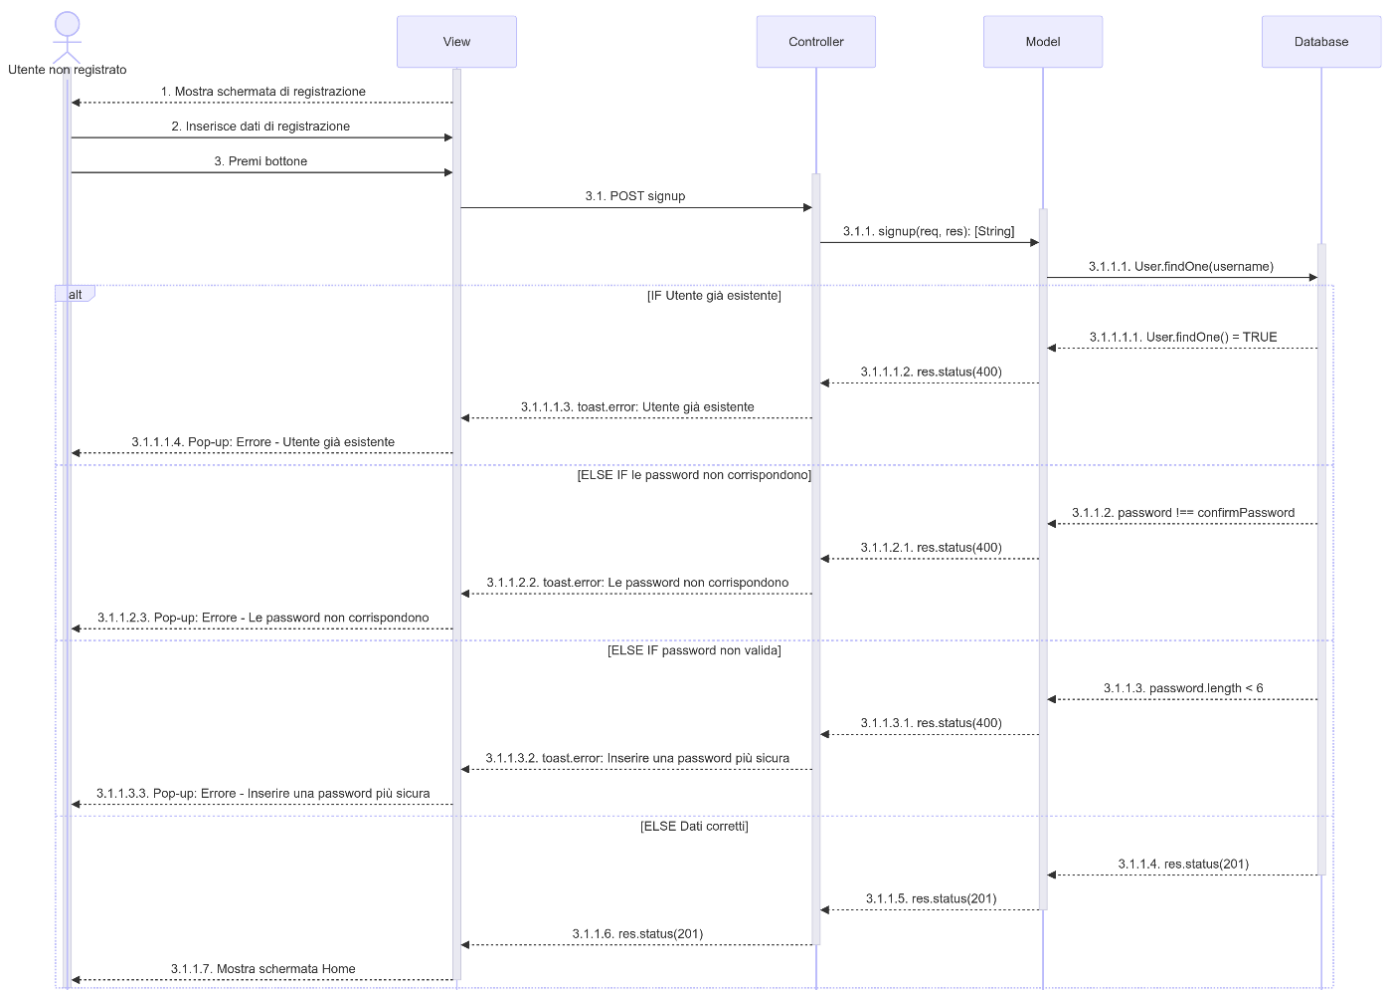 Utente non registrato
View
Controller
Model
Database
1. Mostra schermata di registrazione
2. Inserisce dati di registrazione
3. Premi bottone
3.1. POST signup
3.1.1. signup(req, res): [String]
3.1.1.1. User.findOne(username)
alt
[IF Utente già esistente]
3.1.1.1.1. User.findOne() = TRUE
3.1.1.1.2. res.status(400)
3.1.1.1.3. toast.error: Utente già esistente
3.1.1.1.4. Pop-up: Errore - Utente già esistente
[ELSE IF le password non corrispondono]
3.1.1.2. password !== confirmPassword
3.1.1.2.1. res.status(400)
3.1.1.2.2. toast.error: Le password non corrispondono
3.1.1.2.3. Pop-up: Errore - Le password non corrispondono
[ELSE IF password non valida]
3.1.1.3. password.length < 6
3.1.1.3.1. res.status(400)
3.1.1.3.2. toast.error: Inserire una password più sicura
3.1.1.3.3. Pop-up: Errore - Inserire una password più sicura
[ELSE Dati corretti]
3.1.1.4. res.status(201)
3.1.1.5. res.status(201)
3.1.1.6. res.status(201)
3.1.1.7. Mostra schermata Home